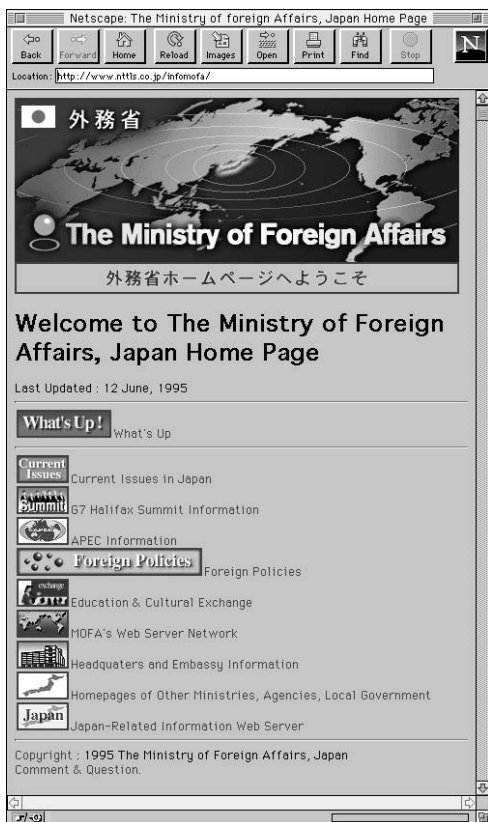 Netscape: The Ministry of foreign Affairs, Japan Home Page
Back Forward Home Reload Images Open Print Find Stop N
Location: http://www.nttls.co.jp/infomofa/
外務省
The Ministry of Foreign Affairs
外務省ホームページへようこそ
Welcome to The Ministry of Foreign
Affairs, Japan Home Page
Last Updated : 12 June, 1995
What's Up! What's Up
Current
Issues Current Issues in Japan
Summit G7 Halifax Summit Information
APEC Information
Foreign Policies Foreign Policies
exchange
Education & Cultural Exchange
MOFA's Web Server Network
Headquaters and Embassy Information
Homepages of Other Ministries, Agencies, Local Government
Japan Japan-Related Information Web Server
Copyright : 1995 The Ministry of Foreign Affairs, Japan
Comment & Question.